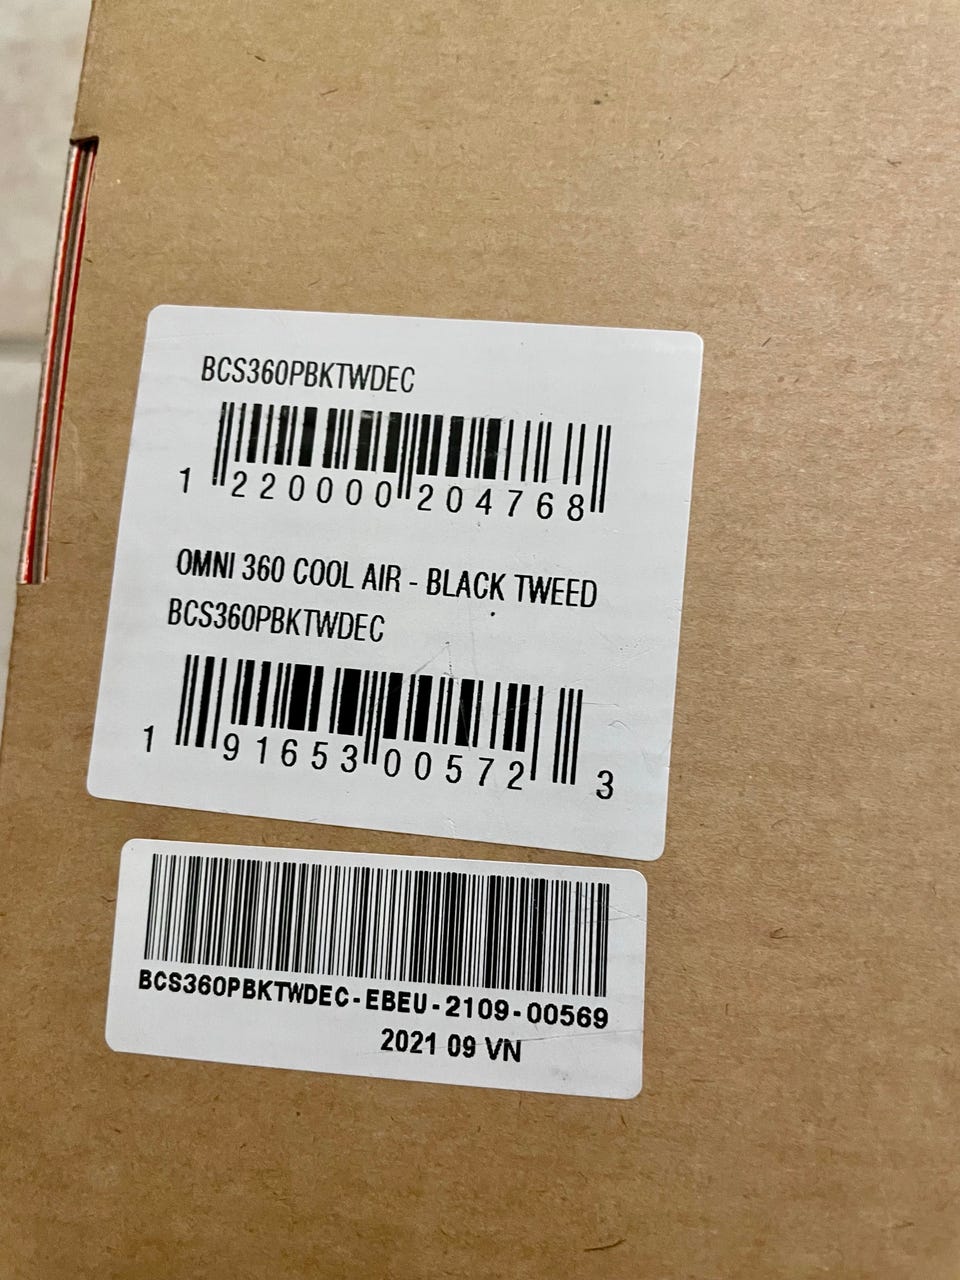 BCS360PBKTWDEC
1 220000 204768
OMNI 360 COOL AIR - BLACK TWEED
BCS360PBKTWDEC
1 91653 00572 3
BCS360PBKTWDEC-EBEU-2109-00569
2021 09 VN